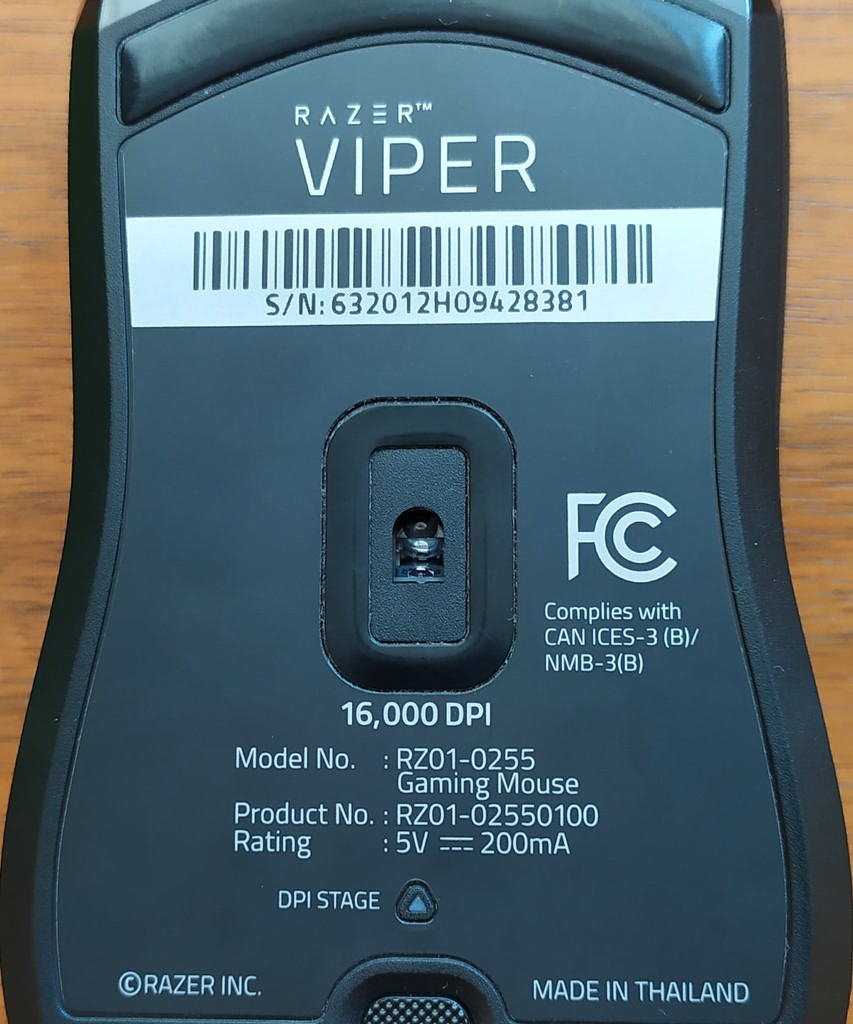 RAZER™
VIPER
S/N: 632012H09428381
FC
Complies with
CAN ICES-3 (B)/
NMB-3(B)
16,000 DPI
Model No. : RZ01-0255
Gaming Mouse
Product No. : RZ01-02550100
Rating : 5V ⎓ 200mA
DPI STAGE
©RAZER INC.
MADE IN THAILAND